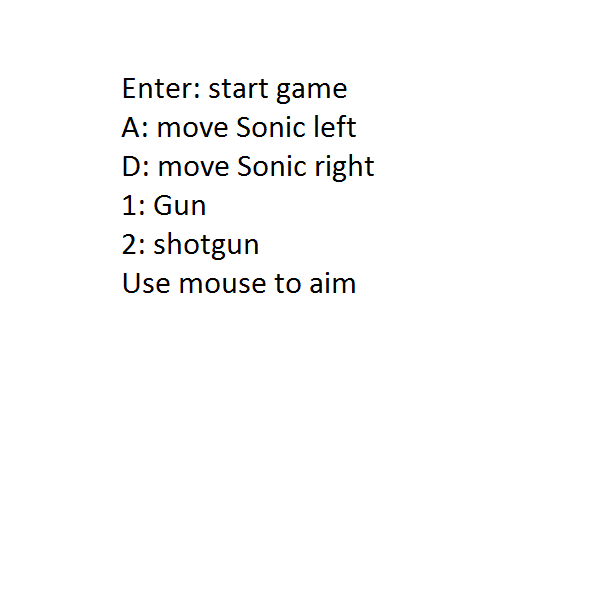 Enter: start game
A: move Sonic left
D: move Sonic right
1: Gun
2: shotgun
Use mouse to aim